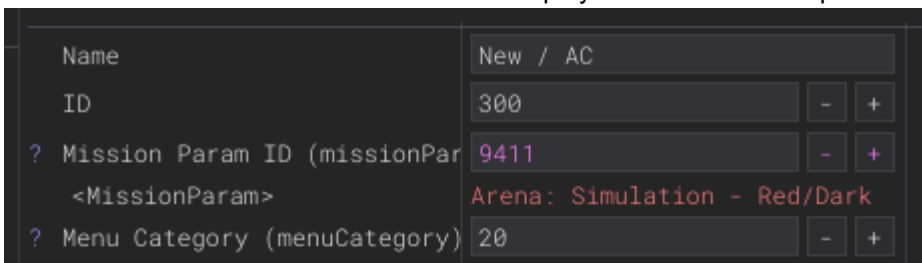 Name New / AC
ID 300 - +
? Mission Param ID (missionPar 9411 - +
<MissionParam> Arena: Simulation - Red/Dark
? Menu Category (menuCategory) 20 - +